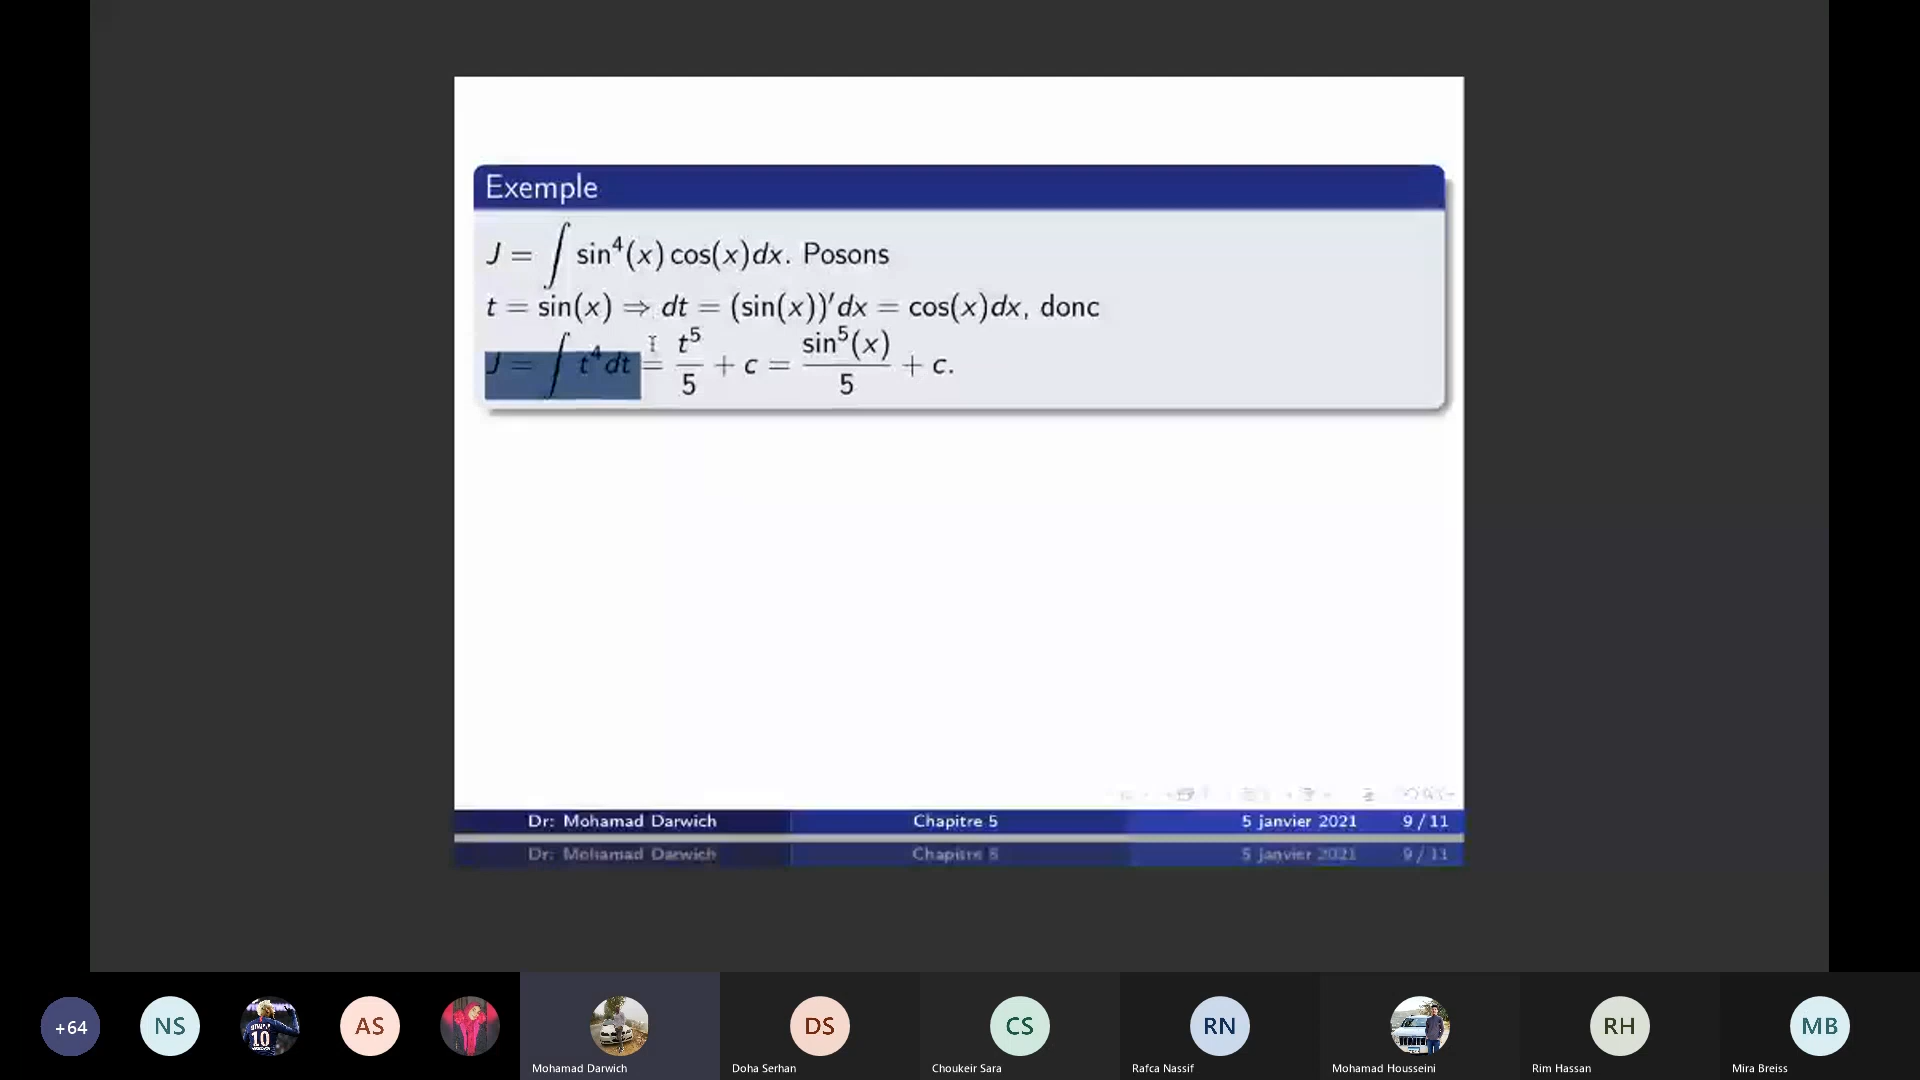 Exemple
J = ∫ sin⁴(x) cos(x)dx. Posons
t = sin(x) ⇒ dt = (sin(x))′dx = cos(x)dx, donc
J = ∫ t⁴dt = t⁵/5 + c = sin⁵(x)/5 + c.
Dr: Mohamad Darwich Chapitre 5 5 janvier 2021 9 / 11
Dr: Mohamad Darwich Chapitre 5 5 janvier 2021 9 / 11
+64 NS 10 AS DS CS RN RH MB
Mohamad Darwich Doha Serhan Choukeir Sara Rafca Nassif Mohamad Housseini Rim Hassan Mira Breiss